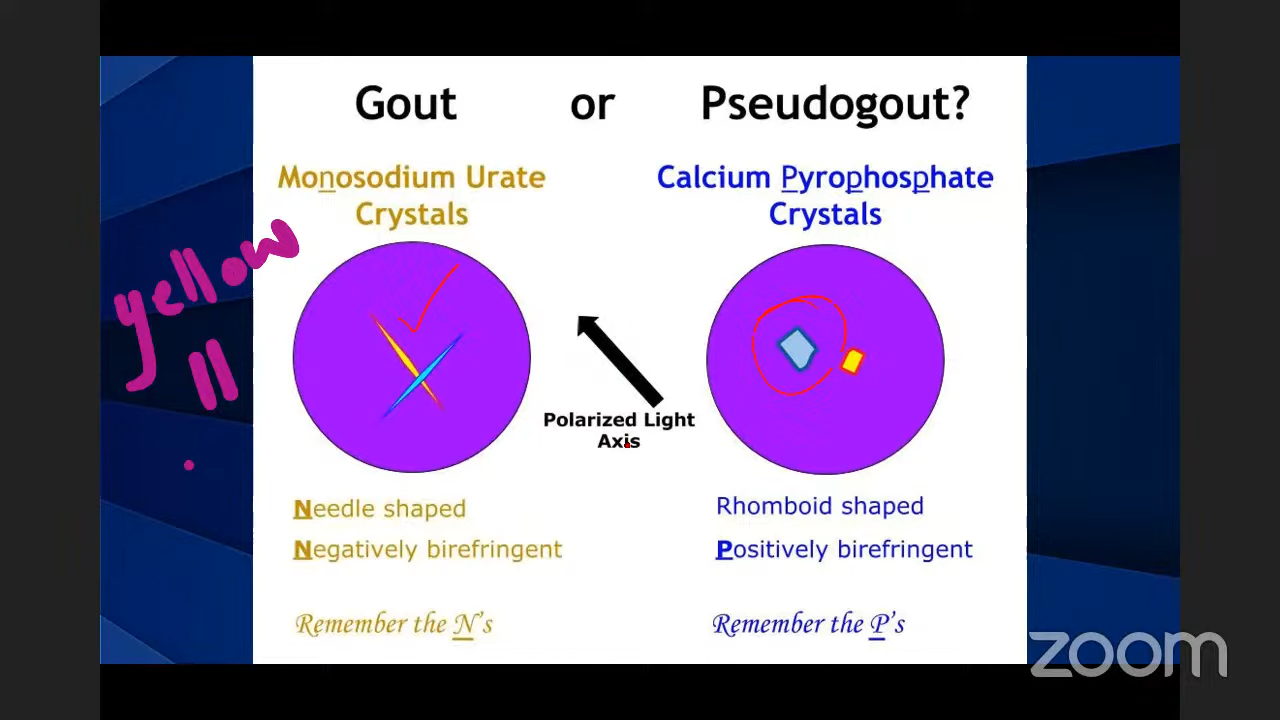 Gout or Pseudogout?
Monosodium Urate
Crystals
Calcium Pyrophosphate
Crystals
yellow
Polarized Light
Axis
Needle shaped
Negatively birefringent
Remember the N's
Rhomboid shaped
Positively birefringent
Remember the P's
zoom